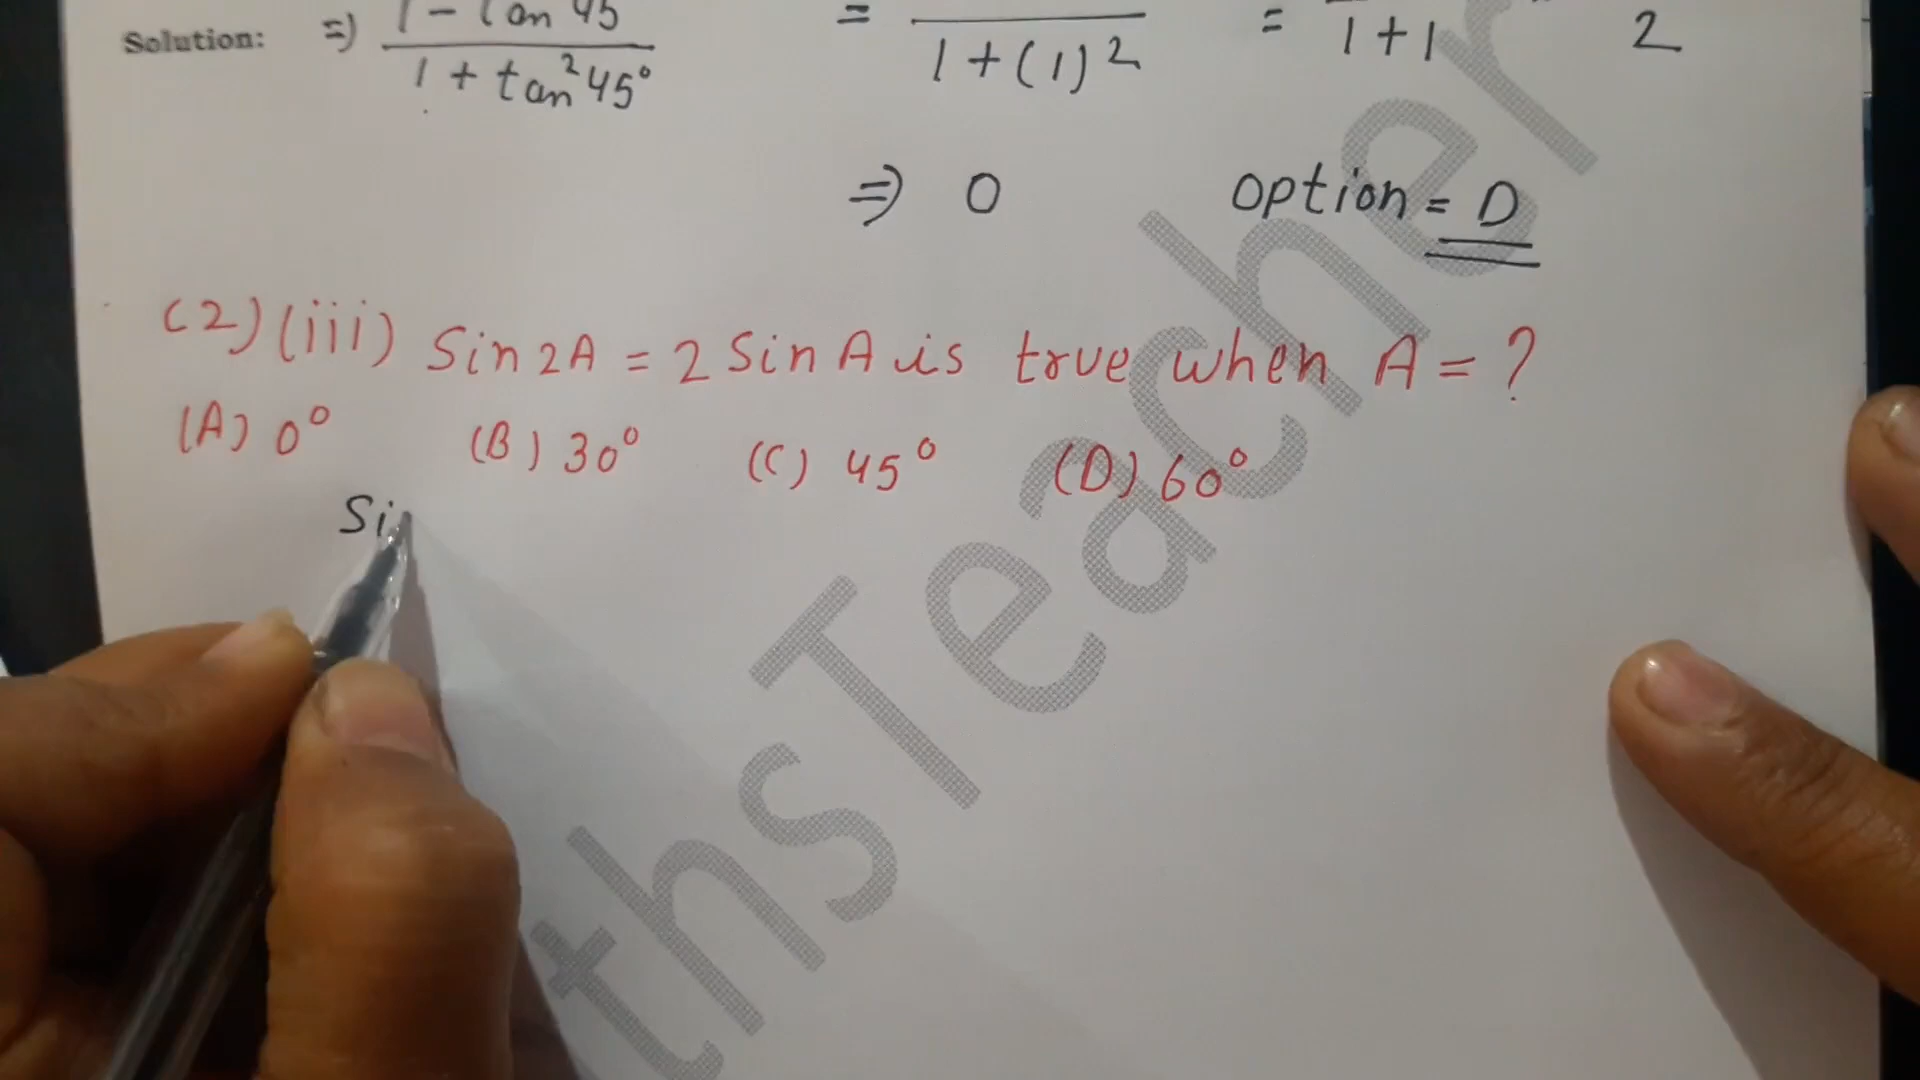 Solution: ⇒ 1 - tan 45 / 1 + tan²45° = / 1 + (1)² = / 1 + 1 2
⇒ 0 option = D
(2) (iii) Sin 2A = 2 Sin A is true when A = ?
(A) 0° (B) 30° (C) 45° (D) 60°
Si
thsTeacher